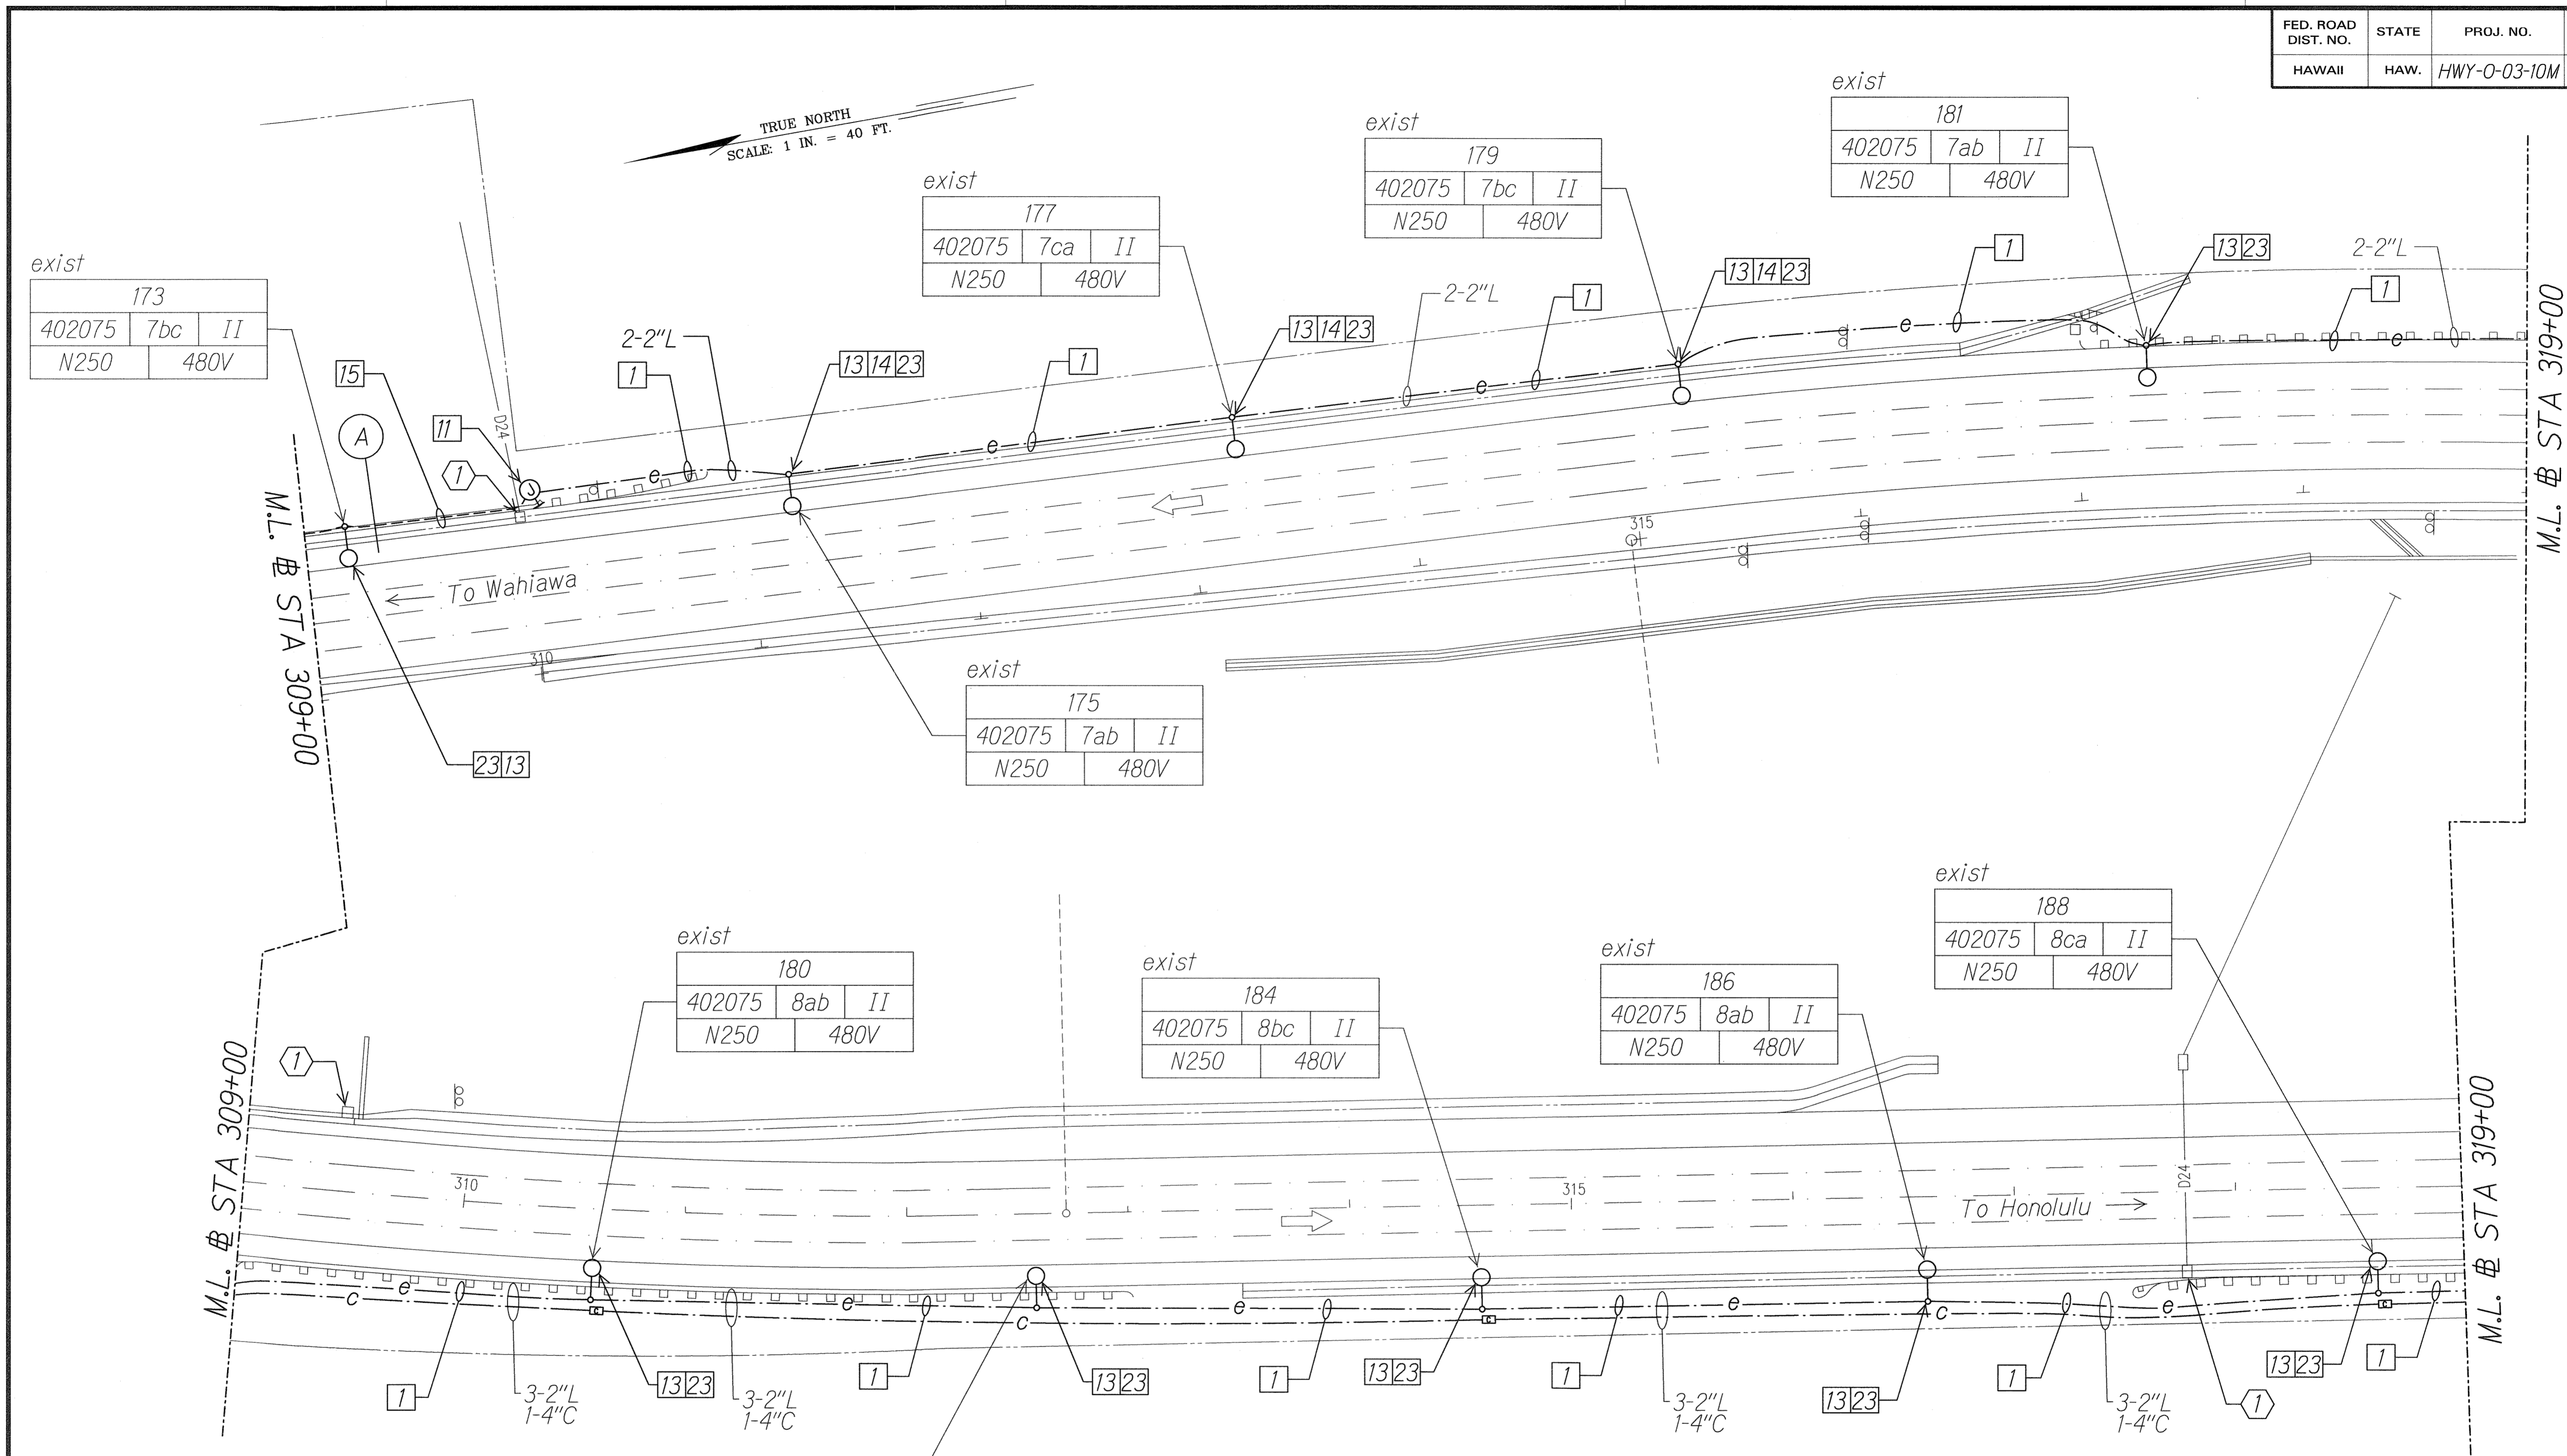 FED. ROAD DIST. NO. STATE PROJ. NO.
HAWAII HAW. HWY-O-03-10M
TRUE NORTH
SCALE: 1 IN. = 40 FT.
exist
181
402075 7ab II
N250 480V
exist
179
402075 7bc II
N250 480V
exist
177
402075 7ca II
N250 480V
exist
173
402075 7bc II
N250 480V
13 23
2-2"L
1
1
13 14 23
2-2"L
1
13 14 23
1
13 14 23
2-2"L
1
15
A
11
1
D24
J
e
e
e
e
e
M.L. BL STA 309+00
M.L. BL STA 319+00
To Wahiawa
310
315
23 13
exist
175
402075 7ab II
N250 480V
exist
188
402075 8ca II
N250 480V
exist
180
402075 8ab II
N250 480V
exist
184
402075 8bc II
N250 480V
exist
186
402075 8ab II
N250 480V
M.L. BL STA 309+00
M.L. BL STA 319+00
1
310
315
To Honolulu
D24
e
c
e
c
e
e
c
e
C
C
C
1
3-2"L
1-4"C
13 23
3-2"L
1-4"C
1
13 23
1
13 23
1
3-2"L
1-4"C
13 23
1
3-2"L
1-4"C
1
13 23
1